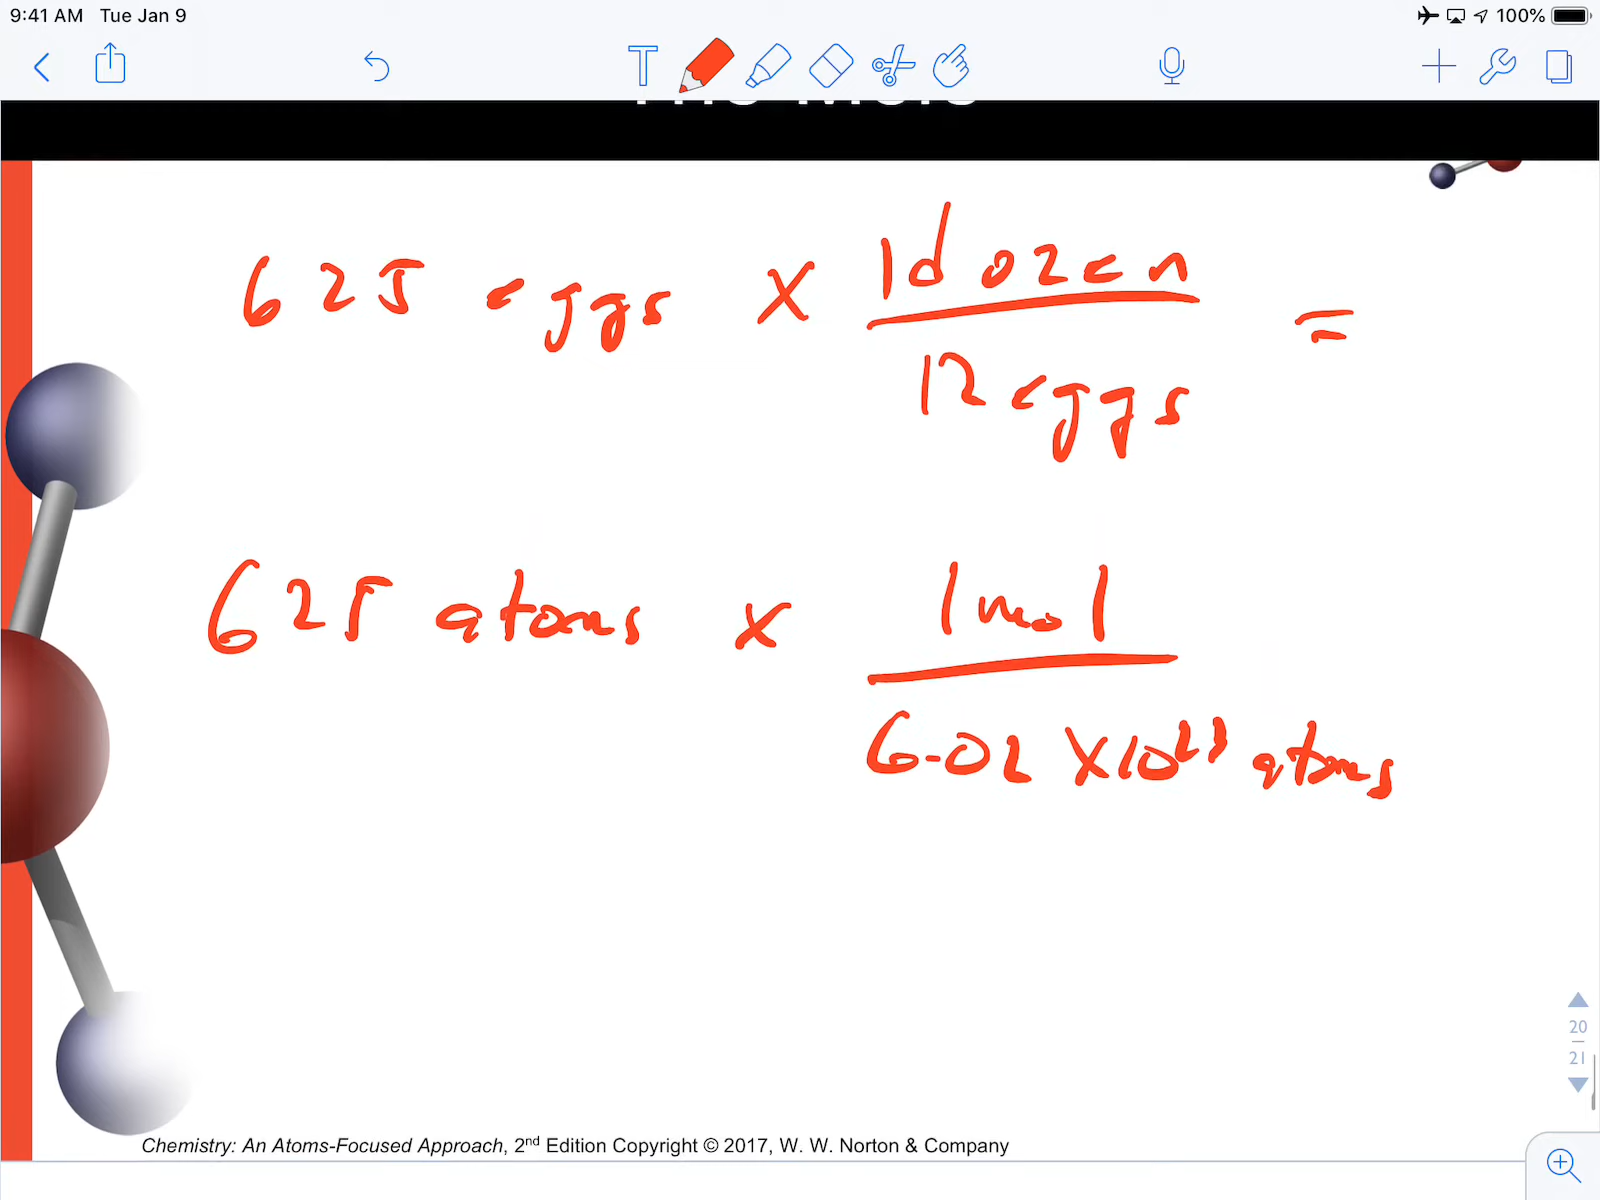 9:41 AM Tue Jan 9 100%
625 eggs x 1 dozen =
12 eggs
625 atoms x 1 mol
6.02 x 10²³ atoms
20
21
Chemistry: An Atoms-Focused Approach, 2nd Edition Copyright © 2017, W. W. Norton & Company